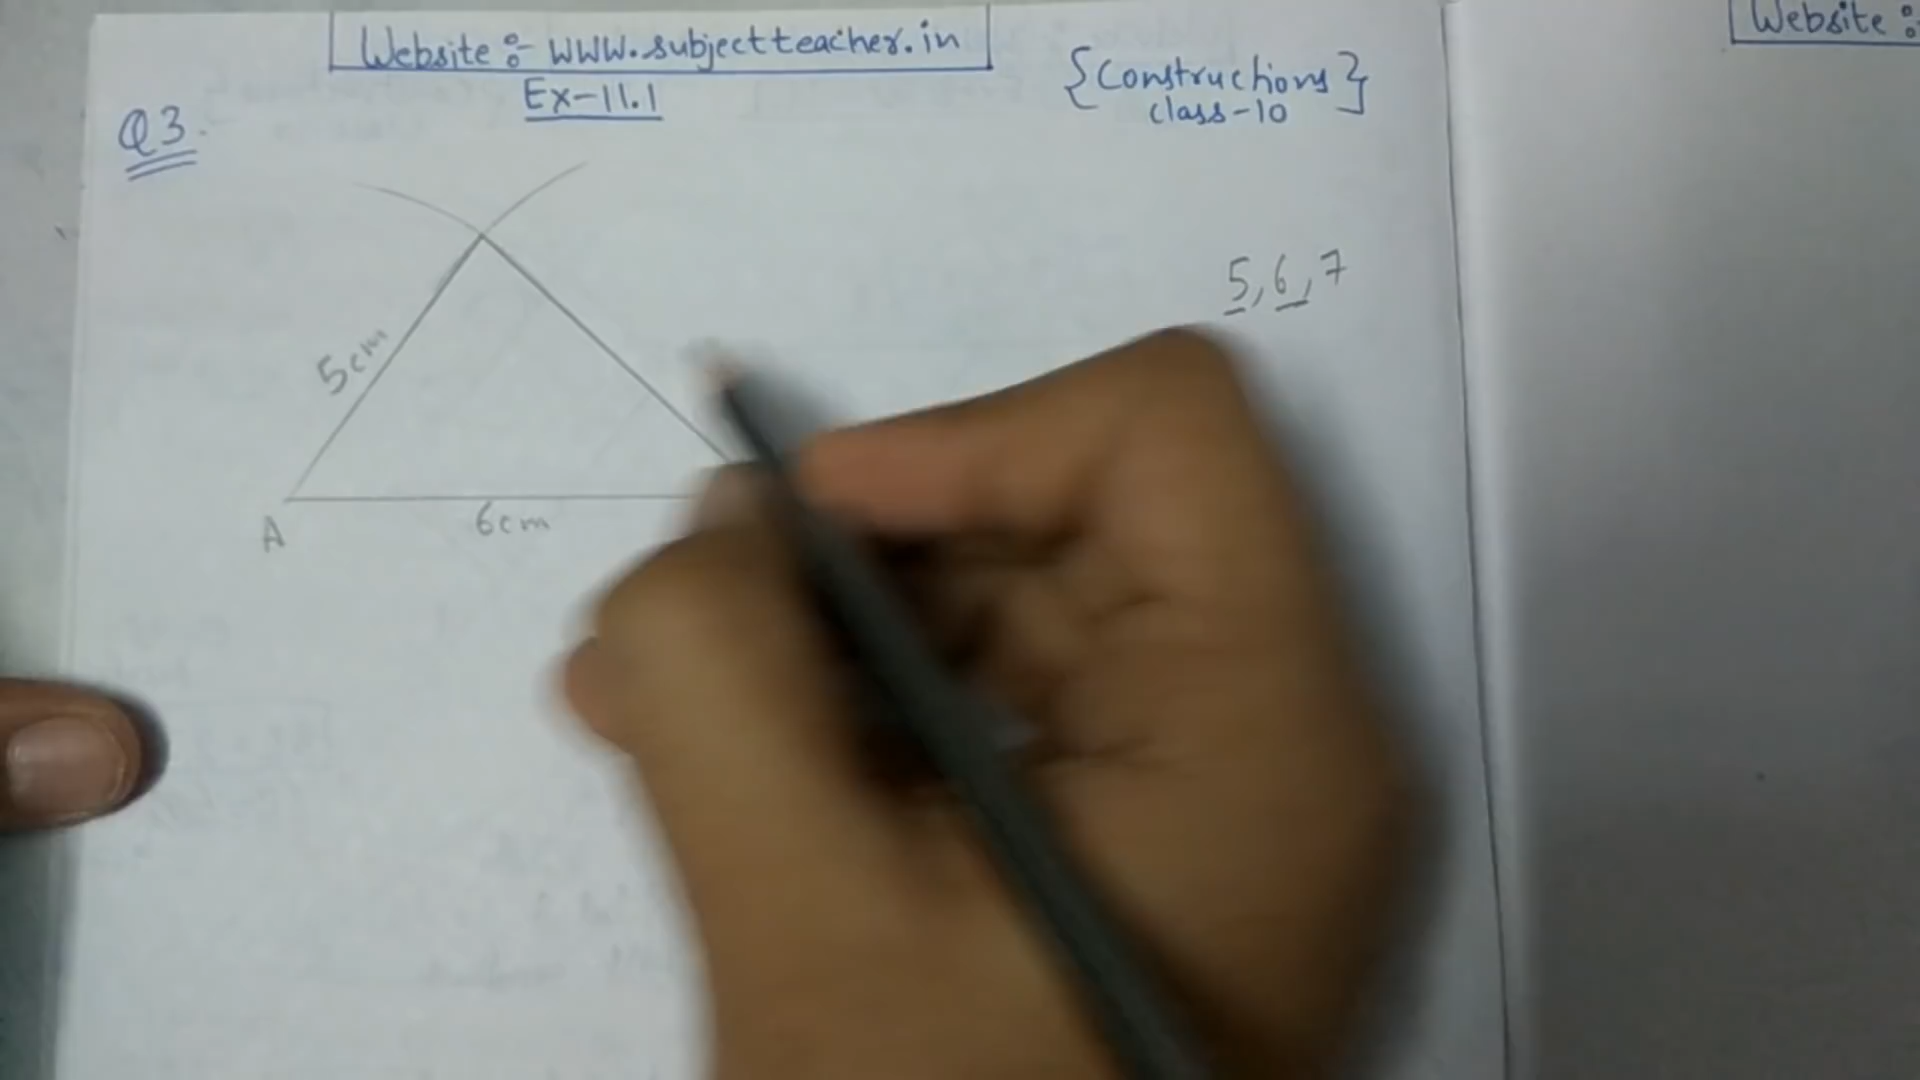 Website :- www.subjectteacher.in
Website :
Ex-11.1
{Constructions}
class-10
Q3.
5,6,7
5cm
A
6cm